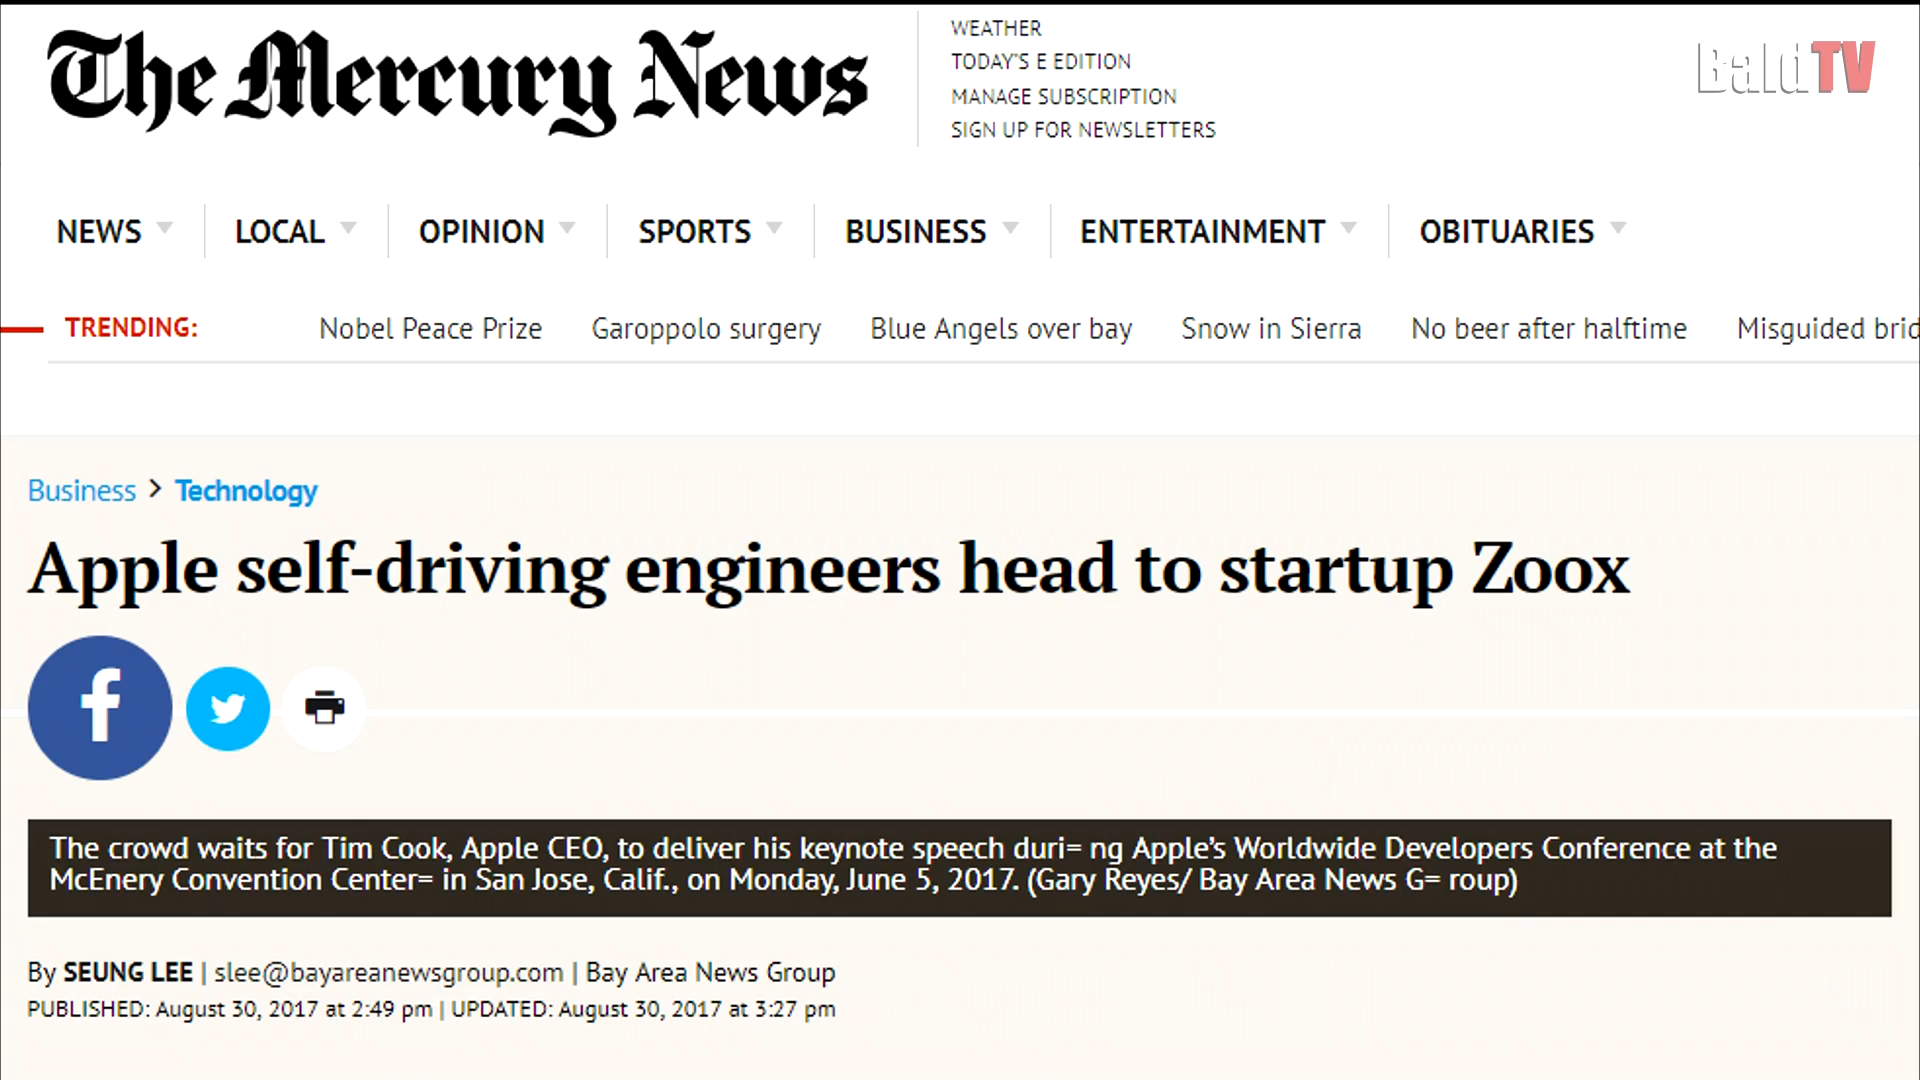 The Mercury News
WEATHER
TODAY'S E EDITION
MANAGE SUBSCRIPTION
SIGN UP FOR NEWSLETTERS
BaldTV
NEWS
LOCAL
OPINION
SPORTS
BUSINESS
ENTERTAINMENT
OBITUARIES
TRENDING:
Nobel Peace Prize
Garoppolo surgery
Blue Angels over bay
Snow in Sierra
No beer after halftime
Misguided
Business > Technology
Apple self-driving engineers head to startup Zoox
The crowd waits for Tim Cook, Apple CEO, to deliver his keynote speech duri= ng Apple’s Worldwide Developers Conference at the
McEnery Convention Center= in San Jose, Calif., on Monday, June 5, 2017. (Gary Reyes/ Bay Area News G= roup)
By SEUNG LEE | slee@bayareanewsgroup.com | Bay Area News Group
PUBLISHED: August 30, 2017 at 2:49 pm | UPDATED: August 30, 2017 at 3:27 pm